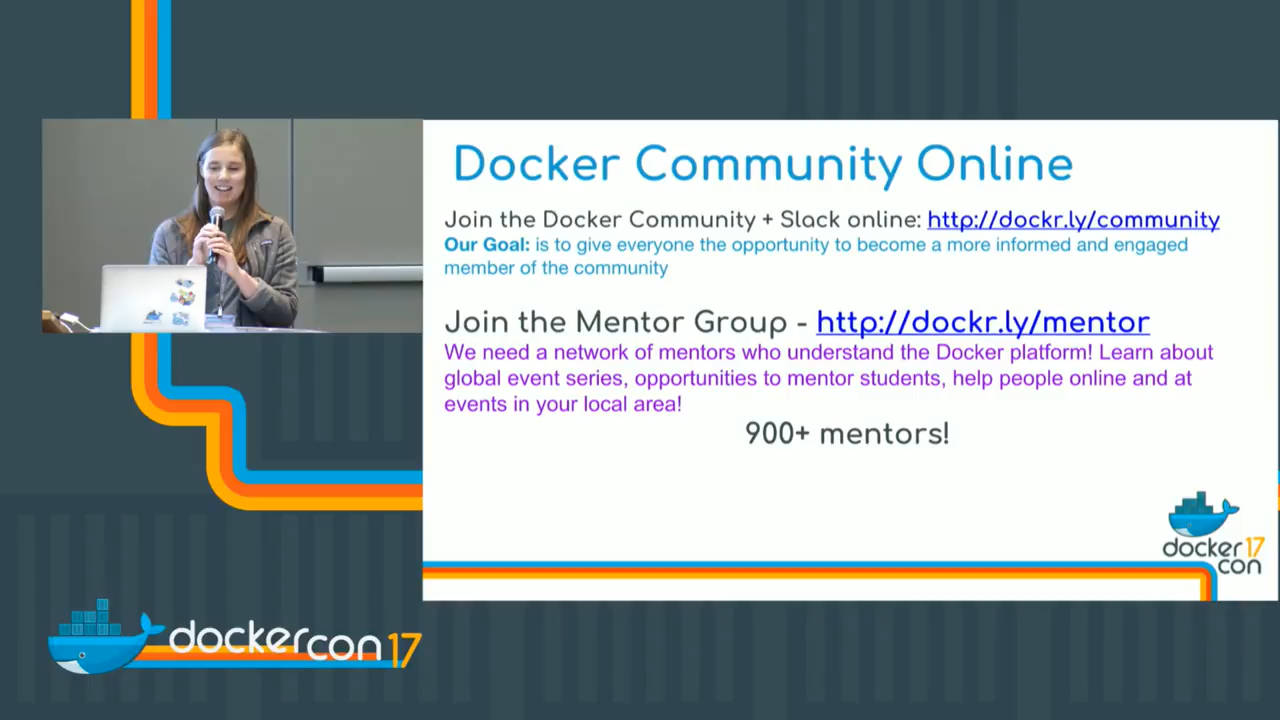 Docker Community Online
Join the Docker Community + Slack online: http://dockr.ly/community
Our Goal: is to give everyone the opportunity to become a more informed and engaged
member of the community
Join the Mentor Group - http://dockr.ly/mentor
We need a network of mentors who understand the Docker platform! Learn about
global event series, opportunities to mentor students, help people online and at
events in your local area!
900+ mentors!
docker 17
con
dockercon 17